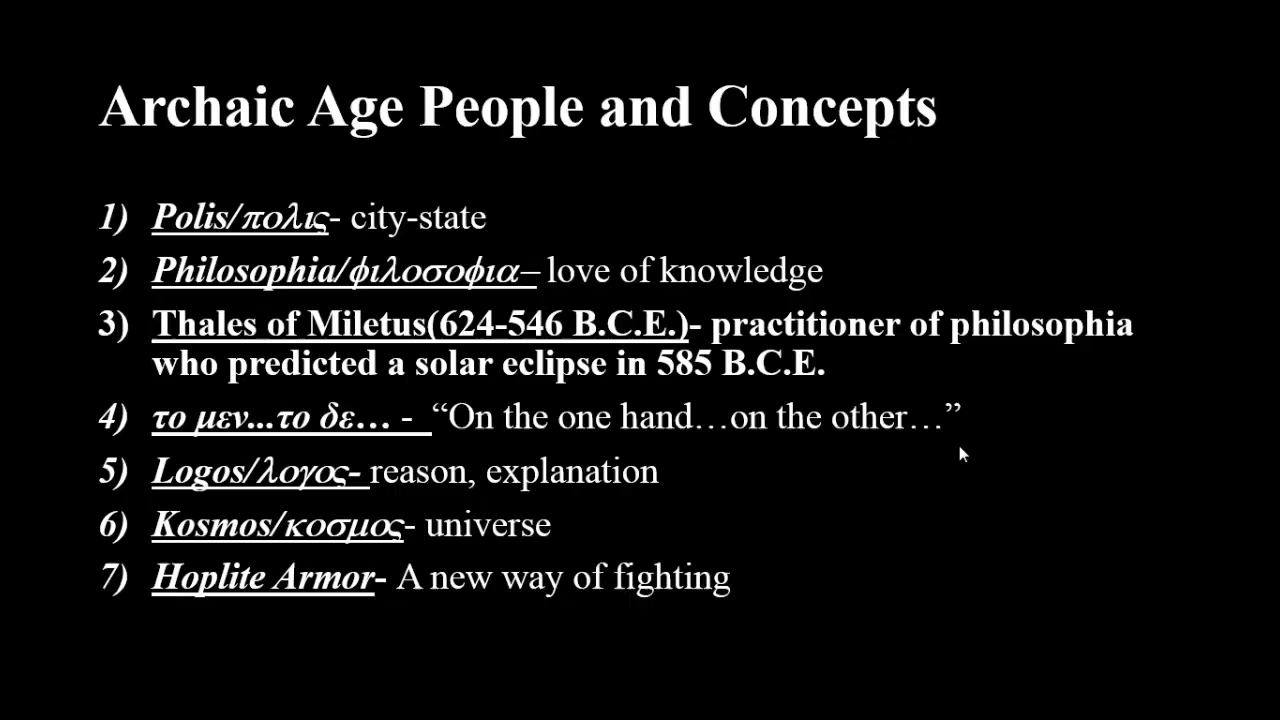 Archaic Age People and Concepts
1) Polis/πολις- city-state
2) Philosophia/φιλοσοφια– love of knowledge
3) Thales of Miletus(624-546 B.C.E.)- practitioner of philosophia
who predicted a solar eclipse in 585 B.C.E.
4) το μεν...το δε… - “On the one hand…on the other…”
5) Logos/λογος- reason, explanation
6) Kosmos/κοσμος- universe
7) Hoplite Armor- A new way of fighting